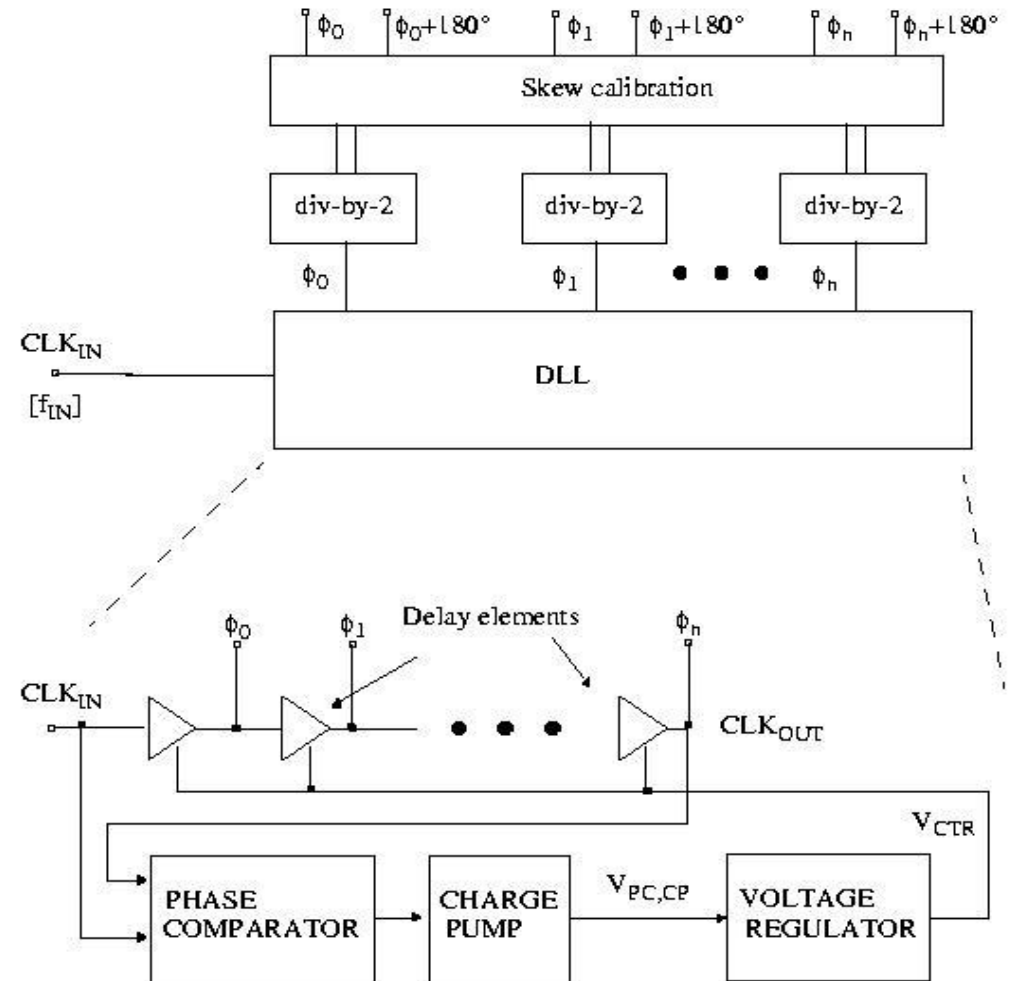 ϕ0 ϕ0+180° ϕ1 ϕ1+180° ϕn ϕn+180°
Skew calibration
div-by-2 div-by-2 div-by-2
ϕ0 ϕ1 ϕn
CLKIN
DLL
[fIN]
ϕ0 ϕ1 Delay elements ϕn
CLKIN
CLKOUT
VCTR
PHASE
COMPARATOR
CHARGE
PUMP
VPC,CP
VOLTAGE
REGULATOR